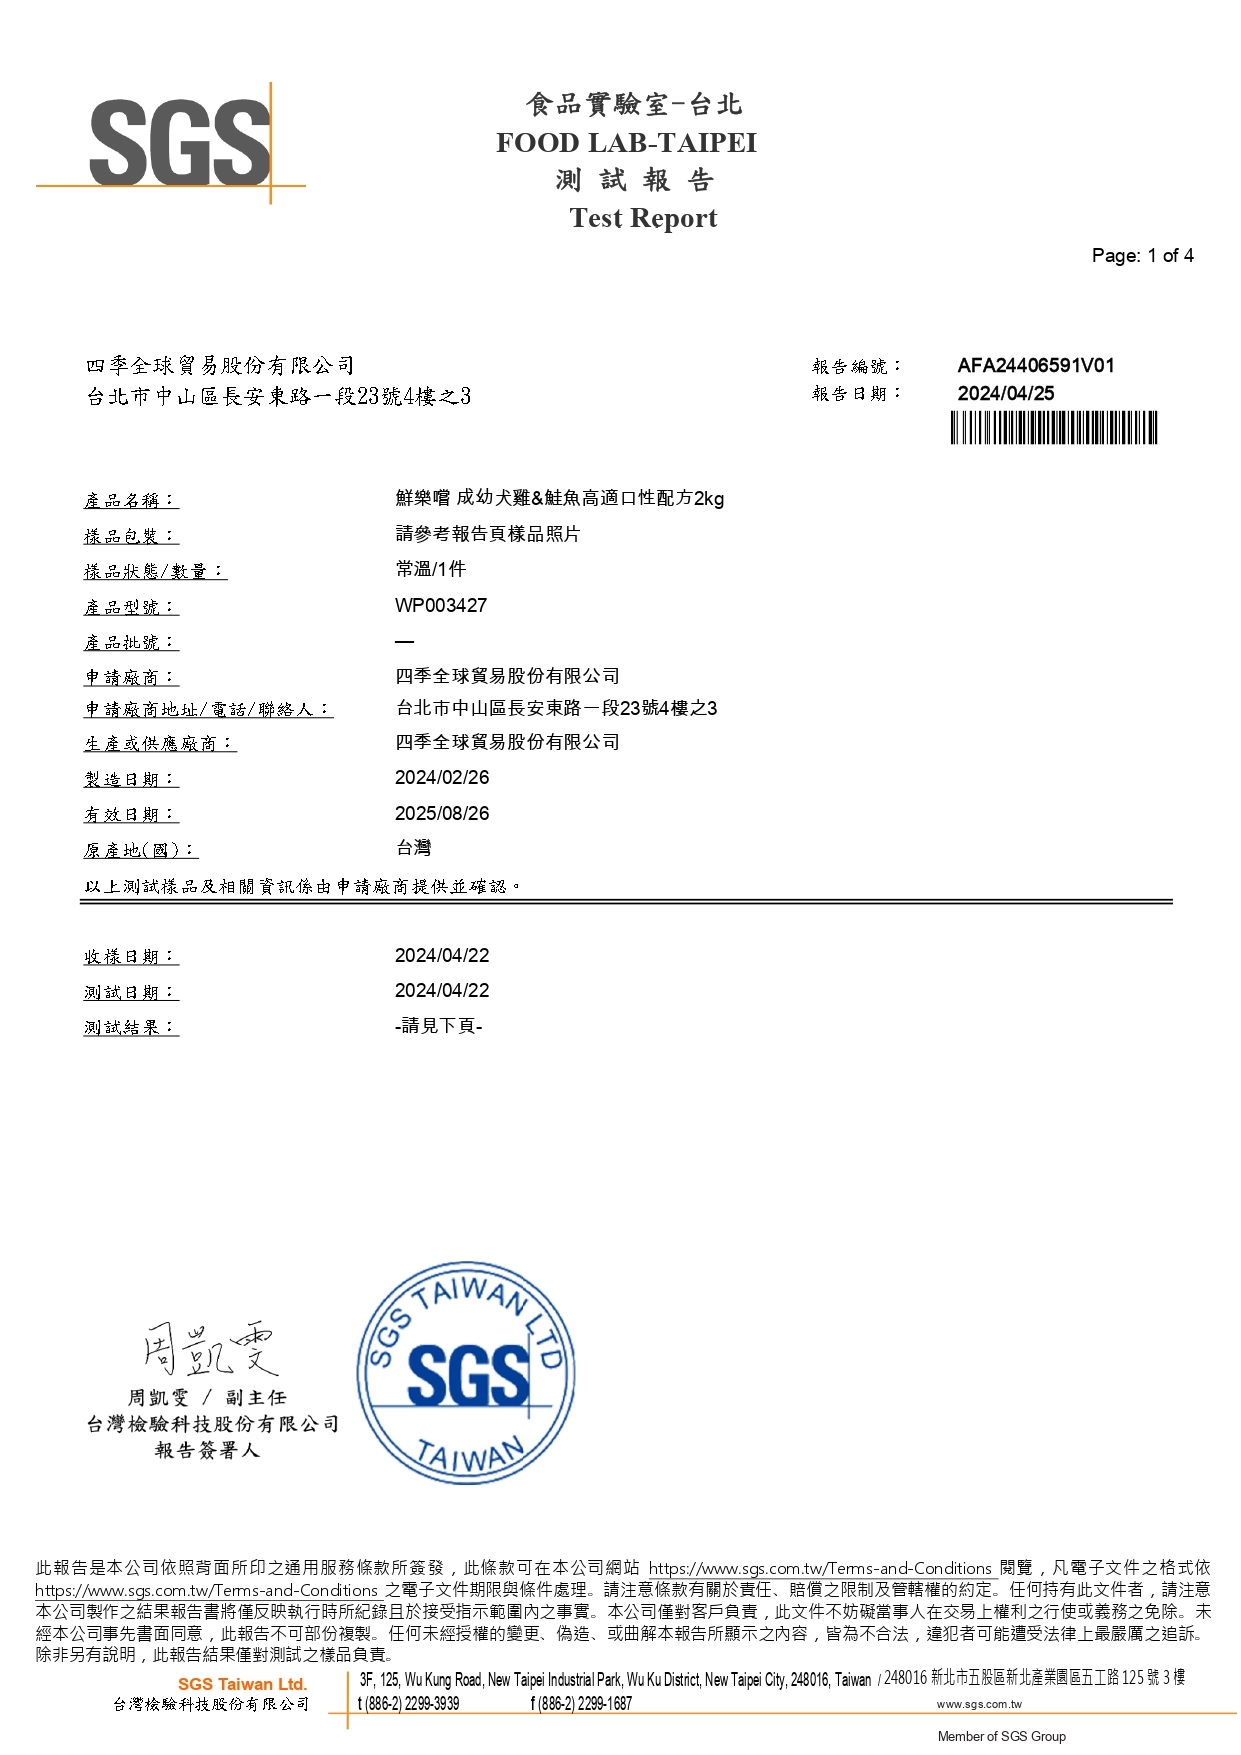 SGS
食品實驗室-台北
FOOD LAB-TAIPEI
測 試 報 告
Test Report
Page: 1 of 4
四季全球貿易股份有限公司
台北市中山區長安東路一段23號4樓之3
報告編號： AFA24406591V01
報告日期： 2024/04/25
產品名稱： 鮮樂嚐 成幼犬雞&鮭魚高適口性配方2kg
樣品包裝： 請參考報告頁樣品照片
樣品狀態/數量： 常溫/1件
產品型號： WP003427
產品批號： —
申請廠商： 四季全球貿易股份有限公司
申請廠商地址/電話/聯絡人： 台北市中山區長安東路一段23號4樓之3
生產或供應廠商： 四季全球貿易股份有限公司
製造日期： 2024/02/26
有效日期： 2025/08/26
原產地(國)： 台灣
以上測試樣品及相關資訊係由申請廠商提供並確認。
收樣日期： 2024/04/22
測試日期： 2024/04/22
測試結果： -請見下頁-
周凱雯
周凱雯 / 副主任
台灣檢驗科技股份有限公司
報告簽署人
SGS TAIWAN LTD
SGS
TAIWAN
此報告是本公司依照背面所印之通用服務條款所簽發，此條款可在本公司網站 https://www.sgs.com.tw/Terms-and-Conditions 閱覽，凡電子文件之格式依
https://www.sgs.com.tw/Terms-and-Conditions 之電子文件期限與條件處理。請注意條款有關於責任、賠償之限制及管轄權的約定。任何持有此文件者，請注意
本公司製作之結果報告書將僅反映執行時所紀錄且於接受指示範圍內之事實。本公司僅對客戶負責，此文件不妨礙當事人在交易上權利之行使或義務之免除。未
經本公司事先書面同意，此報告不可部份複製。任何未經授權的變更、偽造、或曲解本報告所顯示之內容，皆為不合法，違犯者可能遭受法律上最嚴厲之追訴。
除非另有說明，此報告結果僅對測試之樣品負責。
SGS Taiwan Ltd.
台灣檢驗科技股份有限公司
3F, 125, Wu Kung Road, New Taipei Industrial Park, Wu Ku District, New Taipei City, 248016, Taiwan / 248016 新北市五股區新北產業園區五工路 125 號 3 樓
t (886-2) 2299-3939 f (886-2) 2299-1687 www.sgs.com.tw
Member of SGS Group